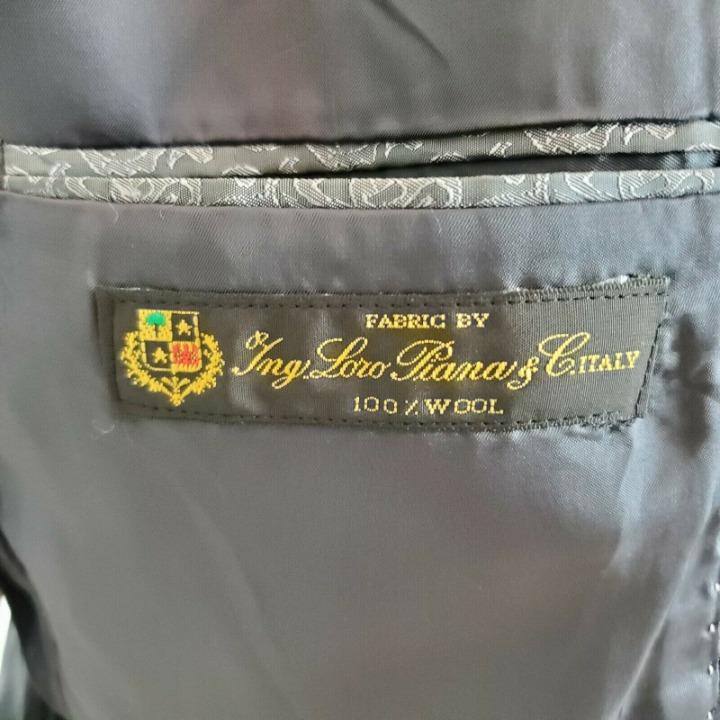 FABRIC BY
Ing. Loro Piana & C. ITALY
100% WOOL